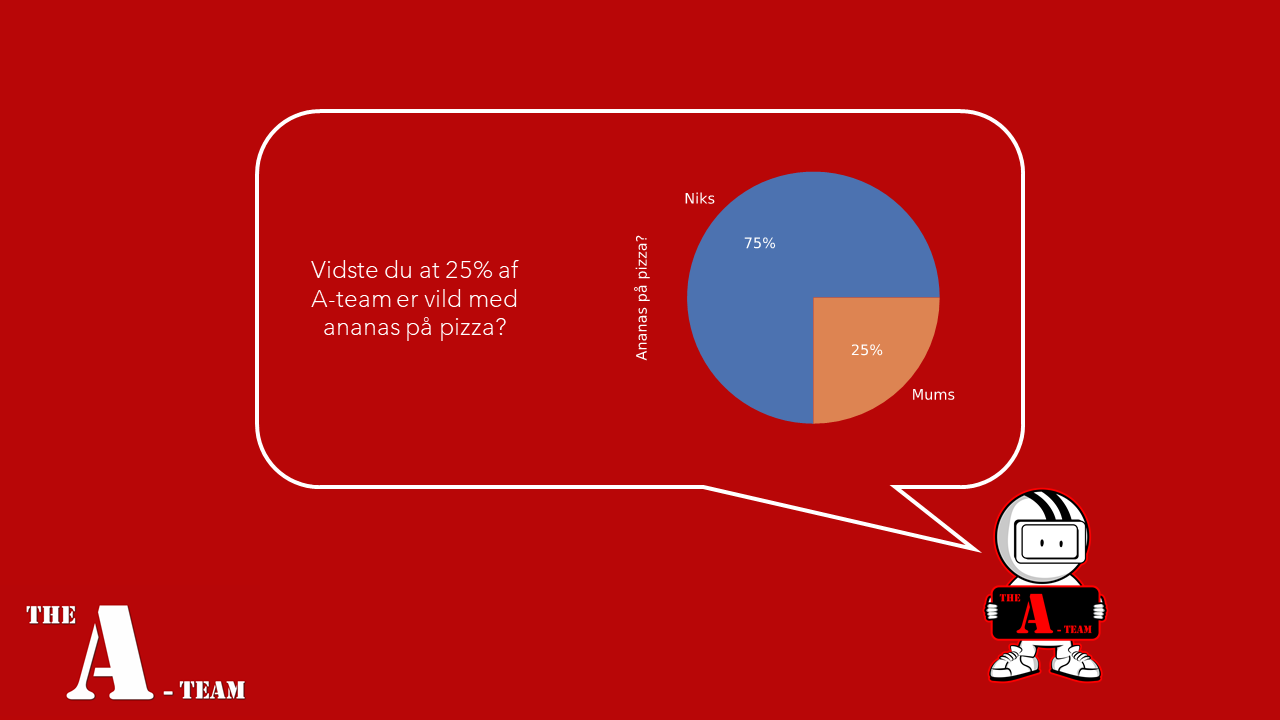 Vidste du at 25% af
A-team er vild med
ananas på pizza?
Ananas på pizza?
Niks
75%
25%
Mums
THE
A
- TEAM
THE
A
- TEAM